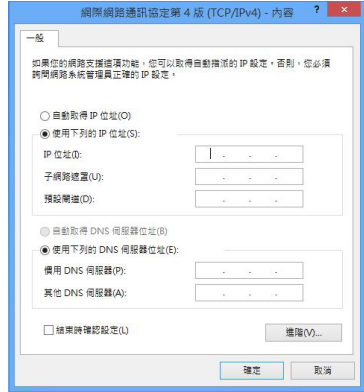 網際網路通訊協定第 4 版 (TCP/IPv4) - 內容
一般
如果您的網路支援這項功能，您可以取得自動指派的 IP 設定。否則，您必須
詢問網路系統管理員正確的 IP 設定。
自動取得 IP 位址(O)
使用下列的 IP 位址(S):
IP 位址(I):
子網路遮罩(U):
預設閘道(D):
自動取得 DNS 伺服器位址(B)
使用下列的 DNS 伺服器位址(E):
慣用 DNS 伺服器(P):
其他 DNS 伺服器(A):
結束時確認設定(L)
進階(V)...
確定
取消